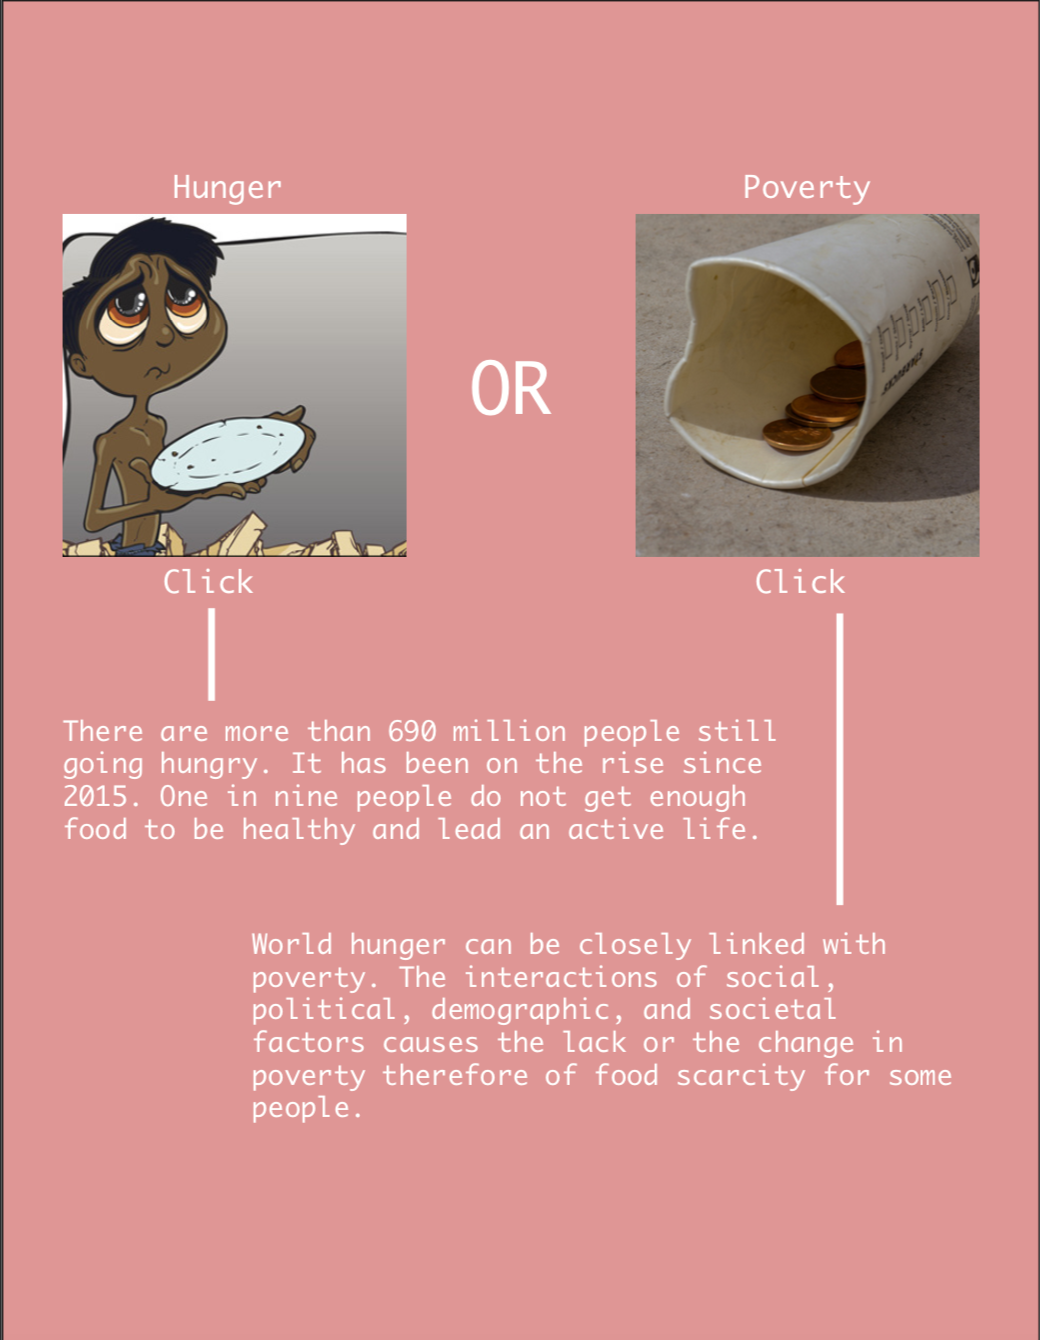 Hunger
Poverty
OR
Click
Click
There are more than 690 million people still
going hungry. It has been on the rise since
2015. One in nine people do not get enough
food to be healthy and lead an active life.
World hunger can be closely linked with
poverty. The interactions of social,
political, demographic, and societal
factors causes the lack or the change in
poverty therefore of food scarcity for some
people.